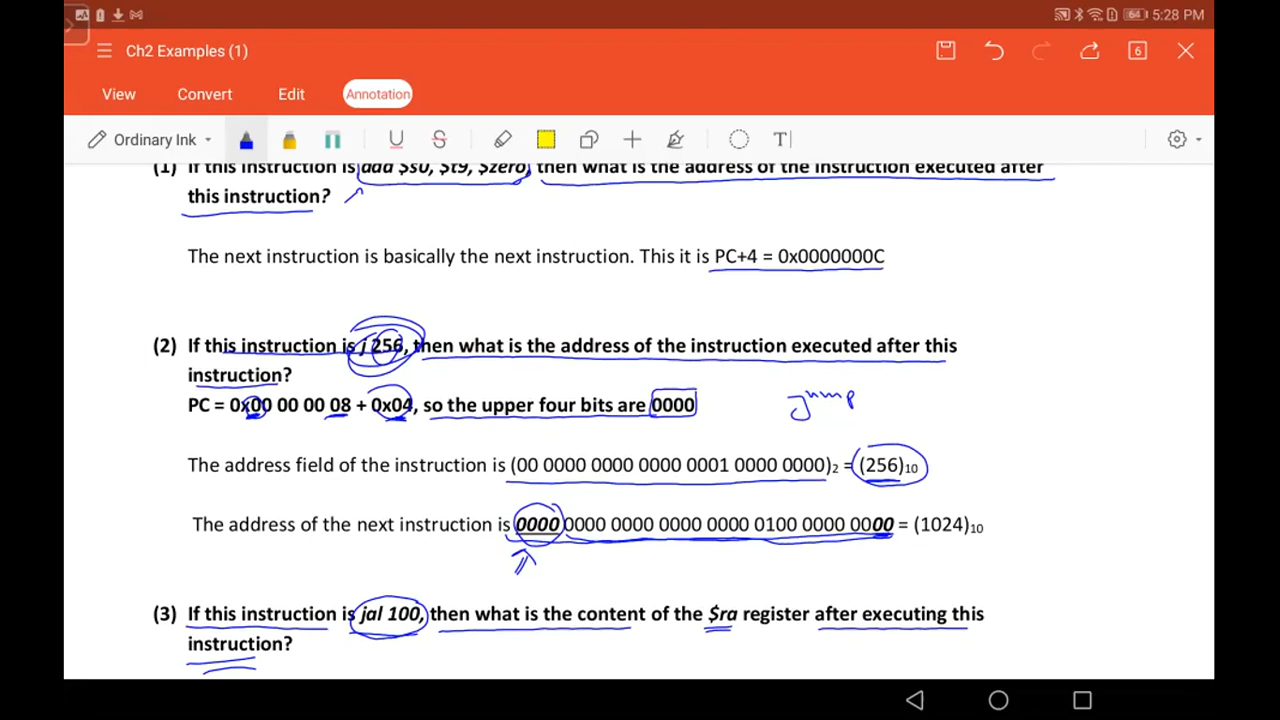 64 5:28 PM
Ch2 Examples (1)
6
View Convert Edit Annotation
Ordinary Ink
(1) If this instruction is add $s0, $t9, $zero, then what is the address of the instruction executed after
this instruction?
The next instruction is basically the next instruction. This it is PC+4 = 0x0000000C
(2) If this instruction is j 256, then what is the address of the instruction executed after this
instruction?
PC = 0x00 00 00 08 + 0x04, so the upper four bits are 0000
Jump
The address field of the instruction is (00 0000 0000 0000 0001 0000 0000)2 = (256)10
The address of the next instruction is 0000 0000 0000 0000 0000 0100 0000 0000 = (1024)10
(3) If this instruction is jal 100, then what is the content of the $ra register after executing this
instruction?